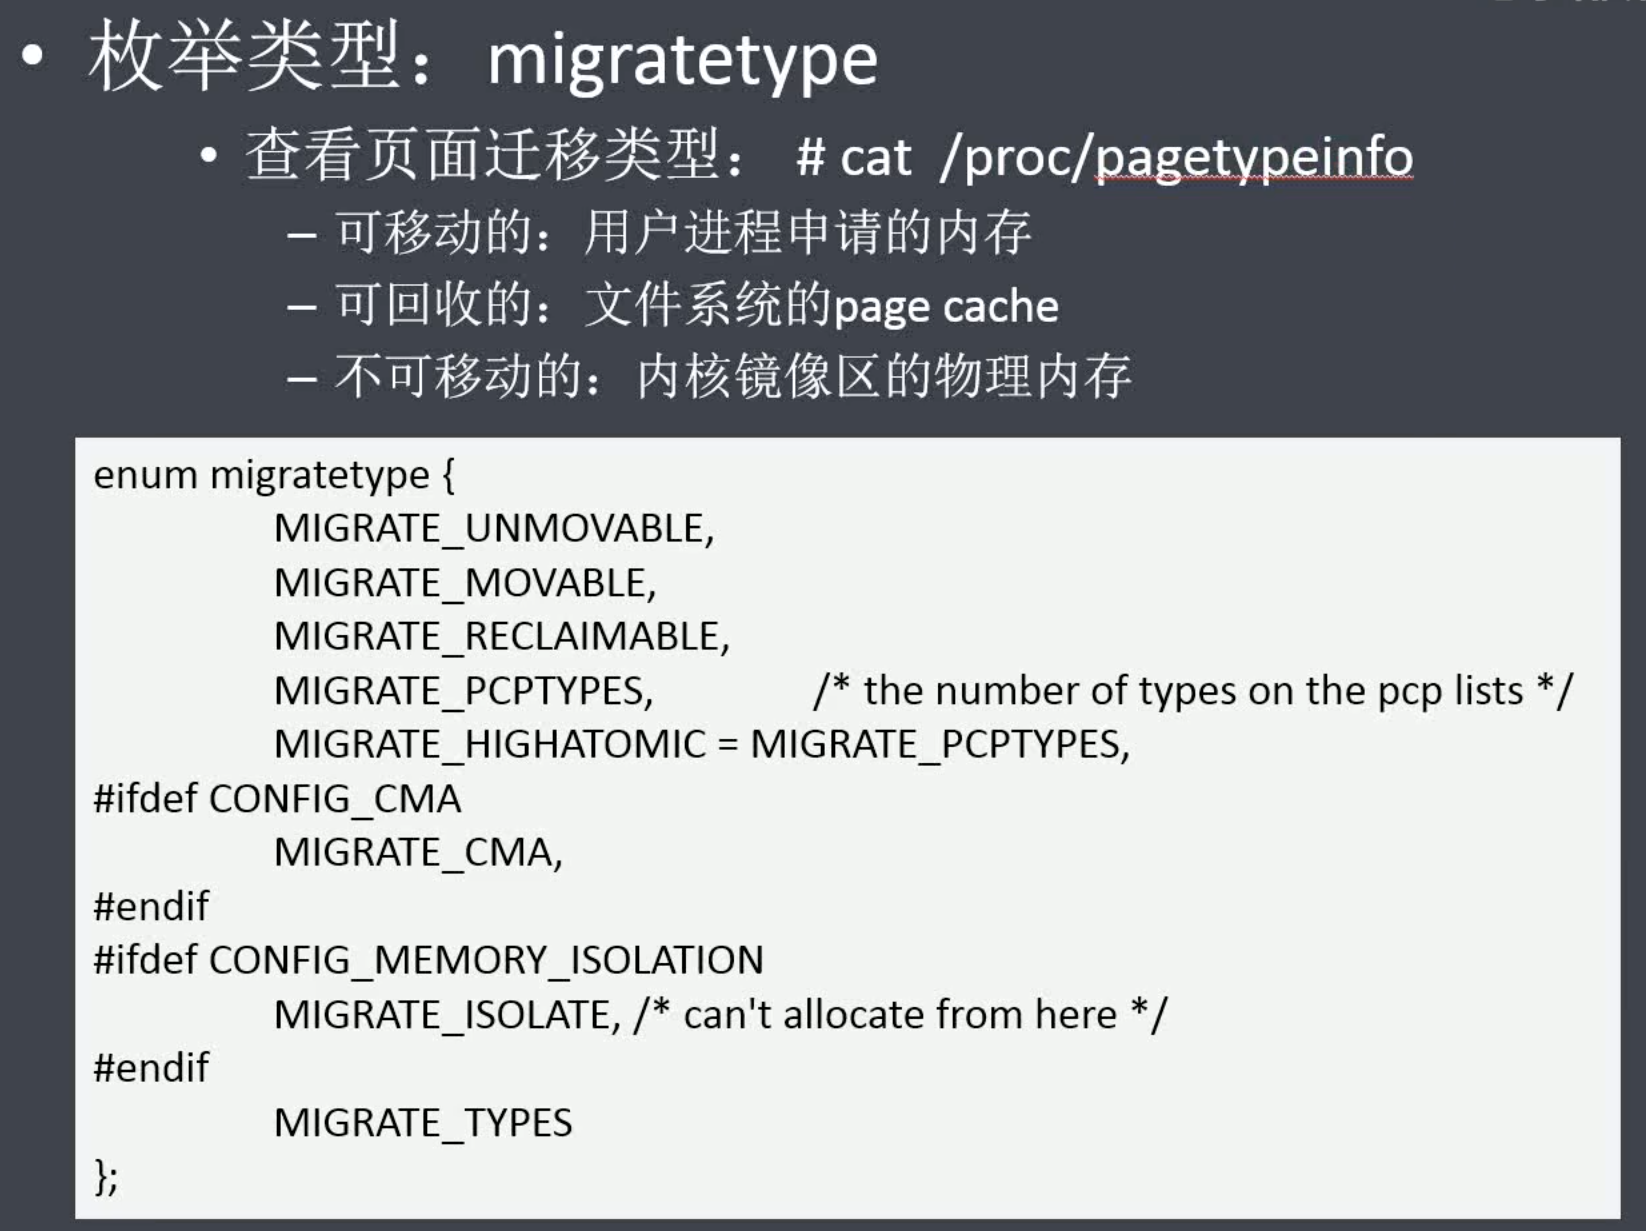 • 枚举类型： migratetype
• 查看页面迁移类型： # cat /proc/pagetypeinfo
– 可移动的：用户进程申请的内存
– 可回收的：文件系统的page cache
– 不可移动的：内核镜像区的物理内存
enum migratetype {
MIGRATE_UNMOVABLE,
MIGRATE_MOVABLE,
MIGRATE_RECLAIMABLE,
MIGRATE_PCPTYPES, /* the number of types on the pcp lists */
MIGRATE_HIGHATOMIC = MIGRATE_PCPTYPES,
#ifdef CONFIG_CMA
MIGRATE_CMA,
#endif
#ifdef CONFIG_MEMORY_ISOLATION
MIGRATE_ISOLATE, /* can't allocate from here */
#endif
MIGRATE_TYPES
};